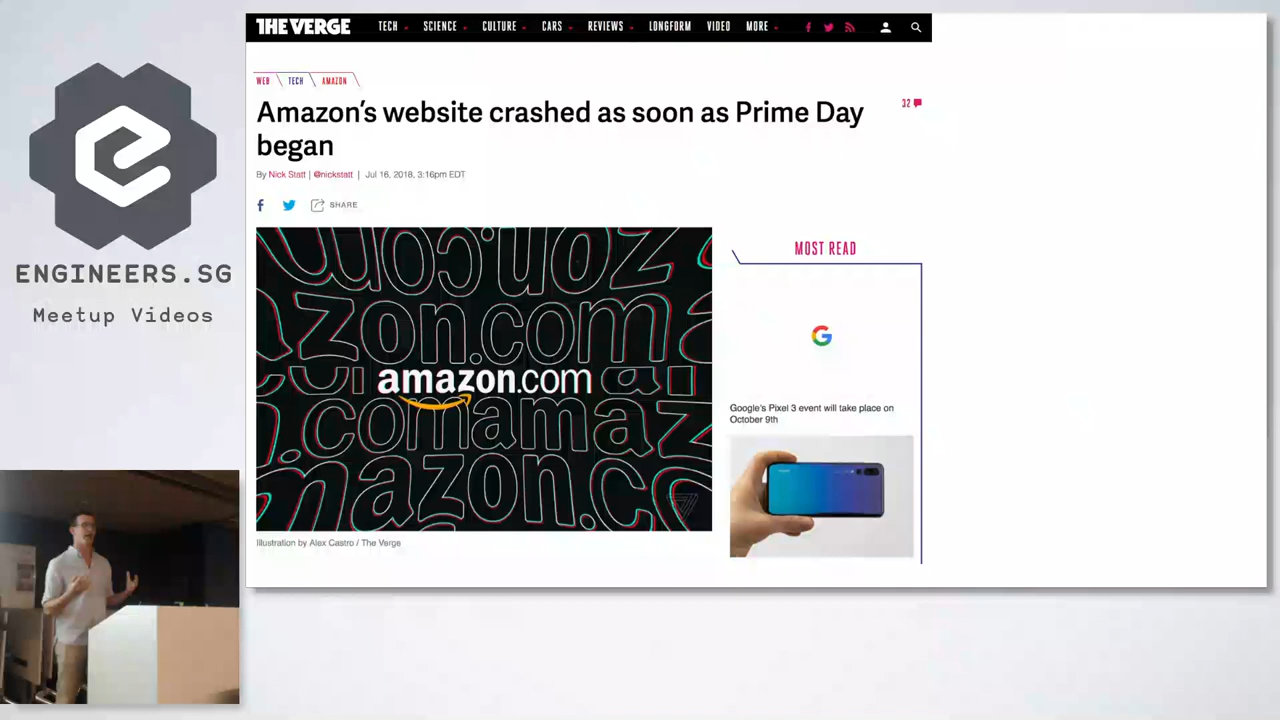 THE VERGE
TECH
SCIENCE
CULTURE
CARS
REVIEWS
LONGFORM
VIDEO
MORE
WEB
TECH
AMAZON
Amazon's website crashed as soon as Prime Day
began
32
By Nick Statt | @nickstatt | Jul 16, 2018, 3:16pm EDT
SHARE
amazon.com
Illustration by Alex Castro / The Verge
MOST READ
Google's Pixel 3 event will take place on
October 9th
ENGINEERS.SG
Meetup Videos